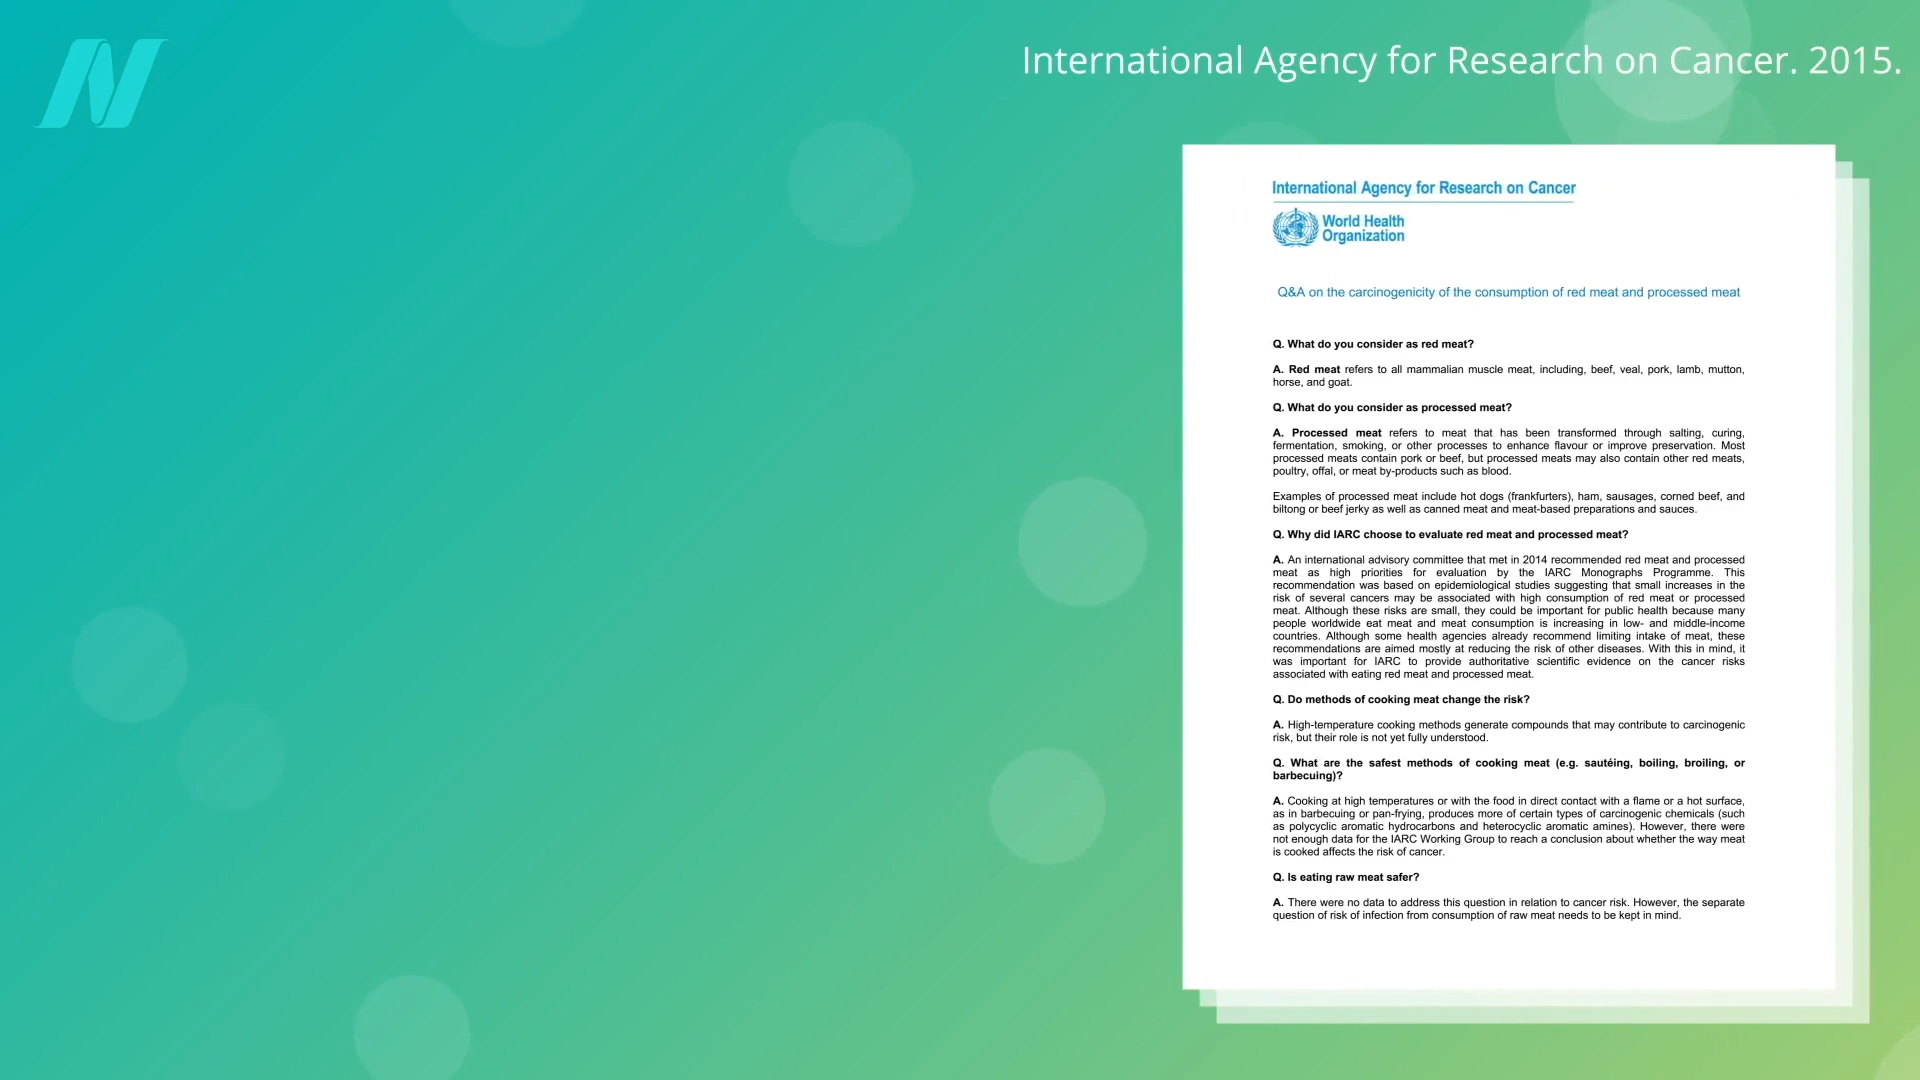 International Agency for Research on Cancer. 2015.
International Agency for Research on Cancer
World Health
Organization
Q&A on the carcinogenicity of the consumption of red meat and processed meat
Q. What do you consider as red meat?
A. Red meat refers to all mammalian muscle meat, including, beef, veal, pork, lamb, mutton,
horse, and goat.
Q. What do you consider as processed meat?
A. Processed meat refers to meat that has been transformed through salting, curing,
fermentation, smoking, or other processes to enhance flavour or improve preservation. Most
processed meats contain pork or beef, but processed meats may also contain other red meats,
poultry, offal, or meat by-products such as blood.
Examples of processed meat include hot dogs (frankfurters), ham, sausages, corned beef, and
biltong or beef jerky as well as canned meat and meat-based preparations and sauces.
Q. Why did IARC choose to evaluate red meat and processed meat?
A. An international advisory committee that met in 2014 recommended red meat and processed
meat as high priorities for evaluation by the IARC Monographs Programme. This
recommendation was based on epidemiological studies suggesting that small increases in the
risk of several cancers may be associated with high consumption of red meat or processed
meat. Although these risks are small, they could be important for public health because many
people worldwide eat meat and meat consumption is increasing in low- and middle-income
countries. Although some health agencies already recommend limiting intake of meat, these
recommendations are aimed mostly at reducing the risk of other diseases. With this in mind, it
was important for IARC to provide authoritative scientific evidence on the cancer risks
associated with eating red meat and processed meat.
Q. Do methods of cooking meat change the risk?
A. High-temperature cooking methods generate compounds that may contribute to carcinogenic
risk, but their role is not yet fully understood.
Q. What are the safest methods of cooking meat (e.g. sautéing, boiling, broiling, or
barbecuing)?
A. Cooking at high temperatures or with the food in direct contact with a flame or a hot surface,
as in barbecuing or pan-frying, produces more of certain types of carcinogenic chemicals (such
as polycyclic aromatic hydrocarbons and heterocyclic aromatic amines). However, there were
not enough data for the IARC Working Group to reach a conclusion about whether the way meat
is cooked affects the risk of cancer.
Q. Is eating raw meat safer?
A. There were no data to address this question in relation to cancer risk. However, the separate
question of risk of infection from consumption of raw meat needs to be kept in mind.